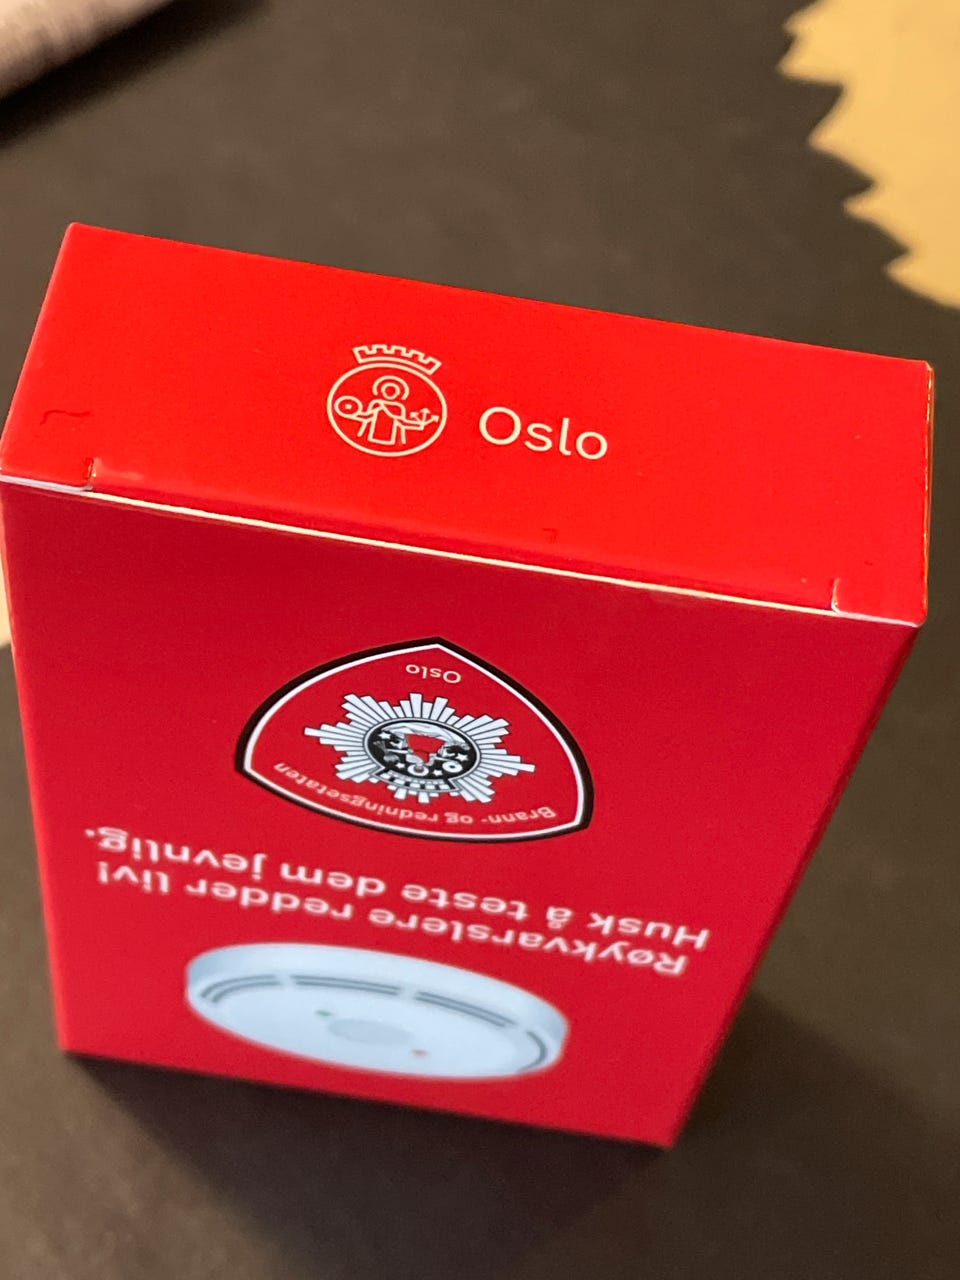 Oslo
Røykvarslere redder liv!
Husk å teste dem jevnlig.
Brann- og redningsetaten
Oslo